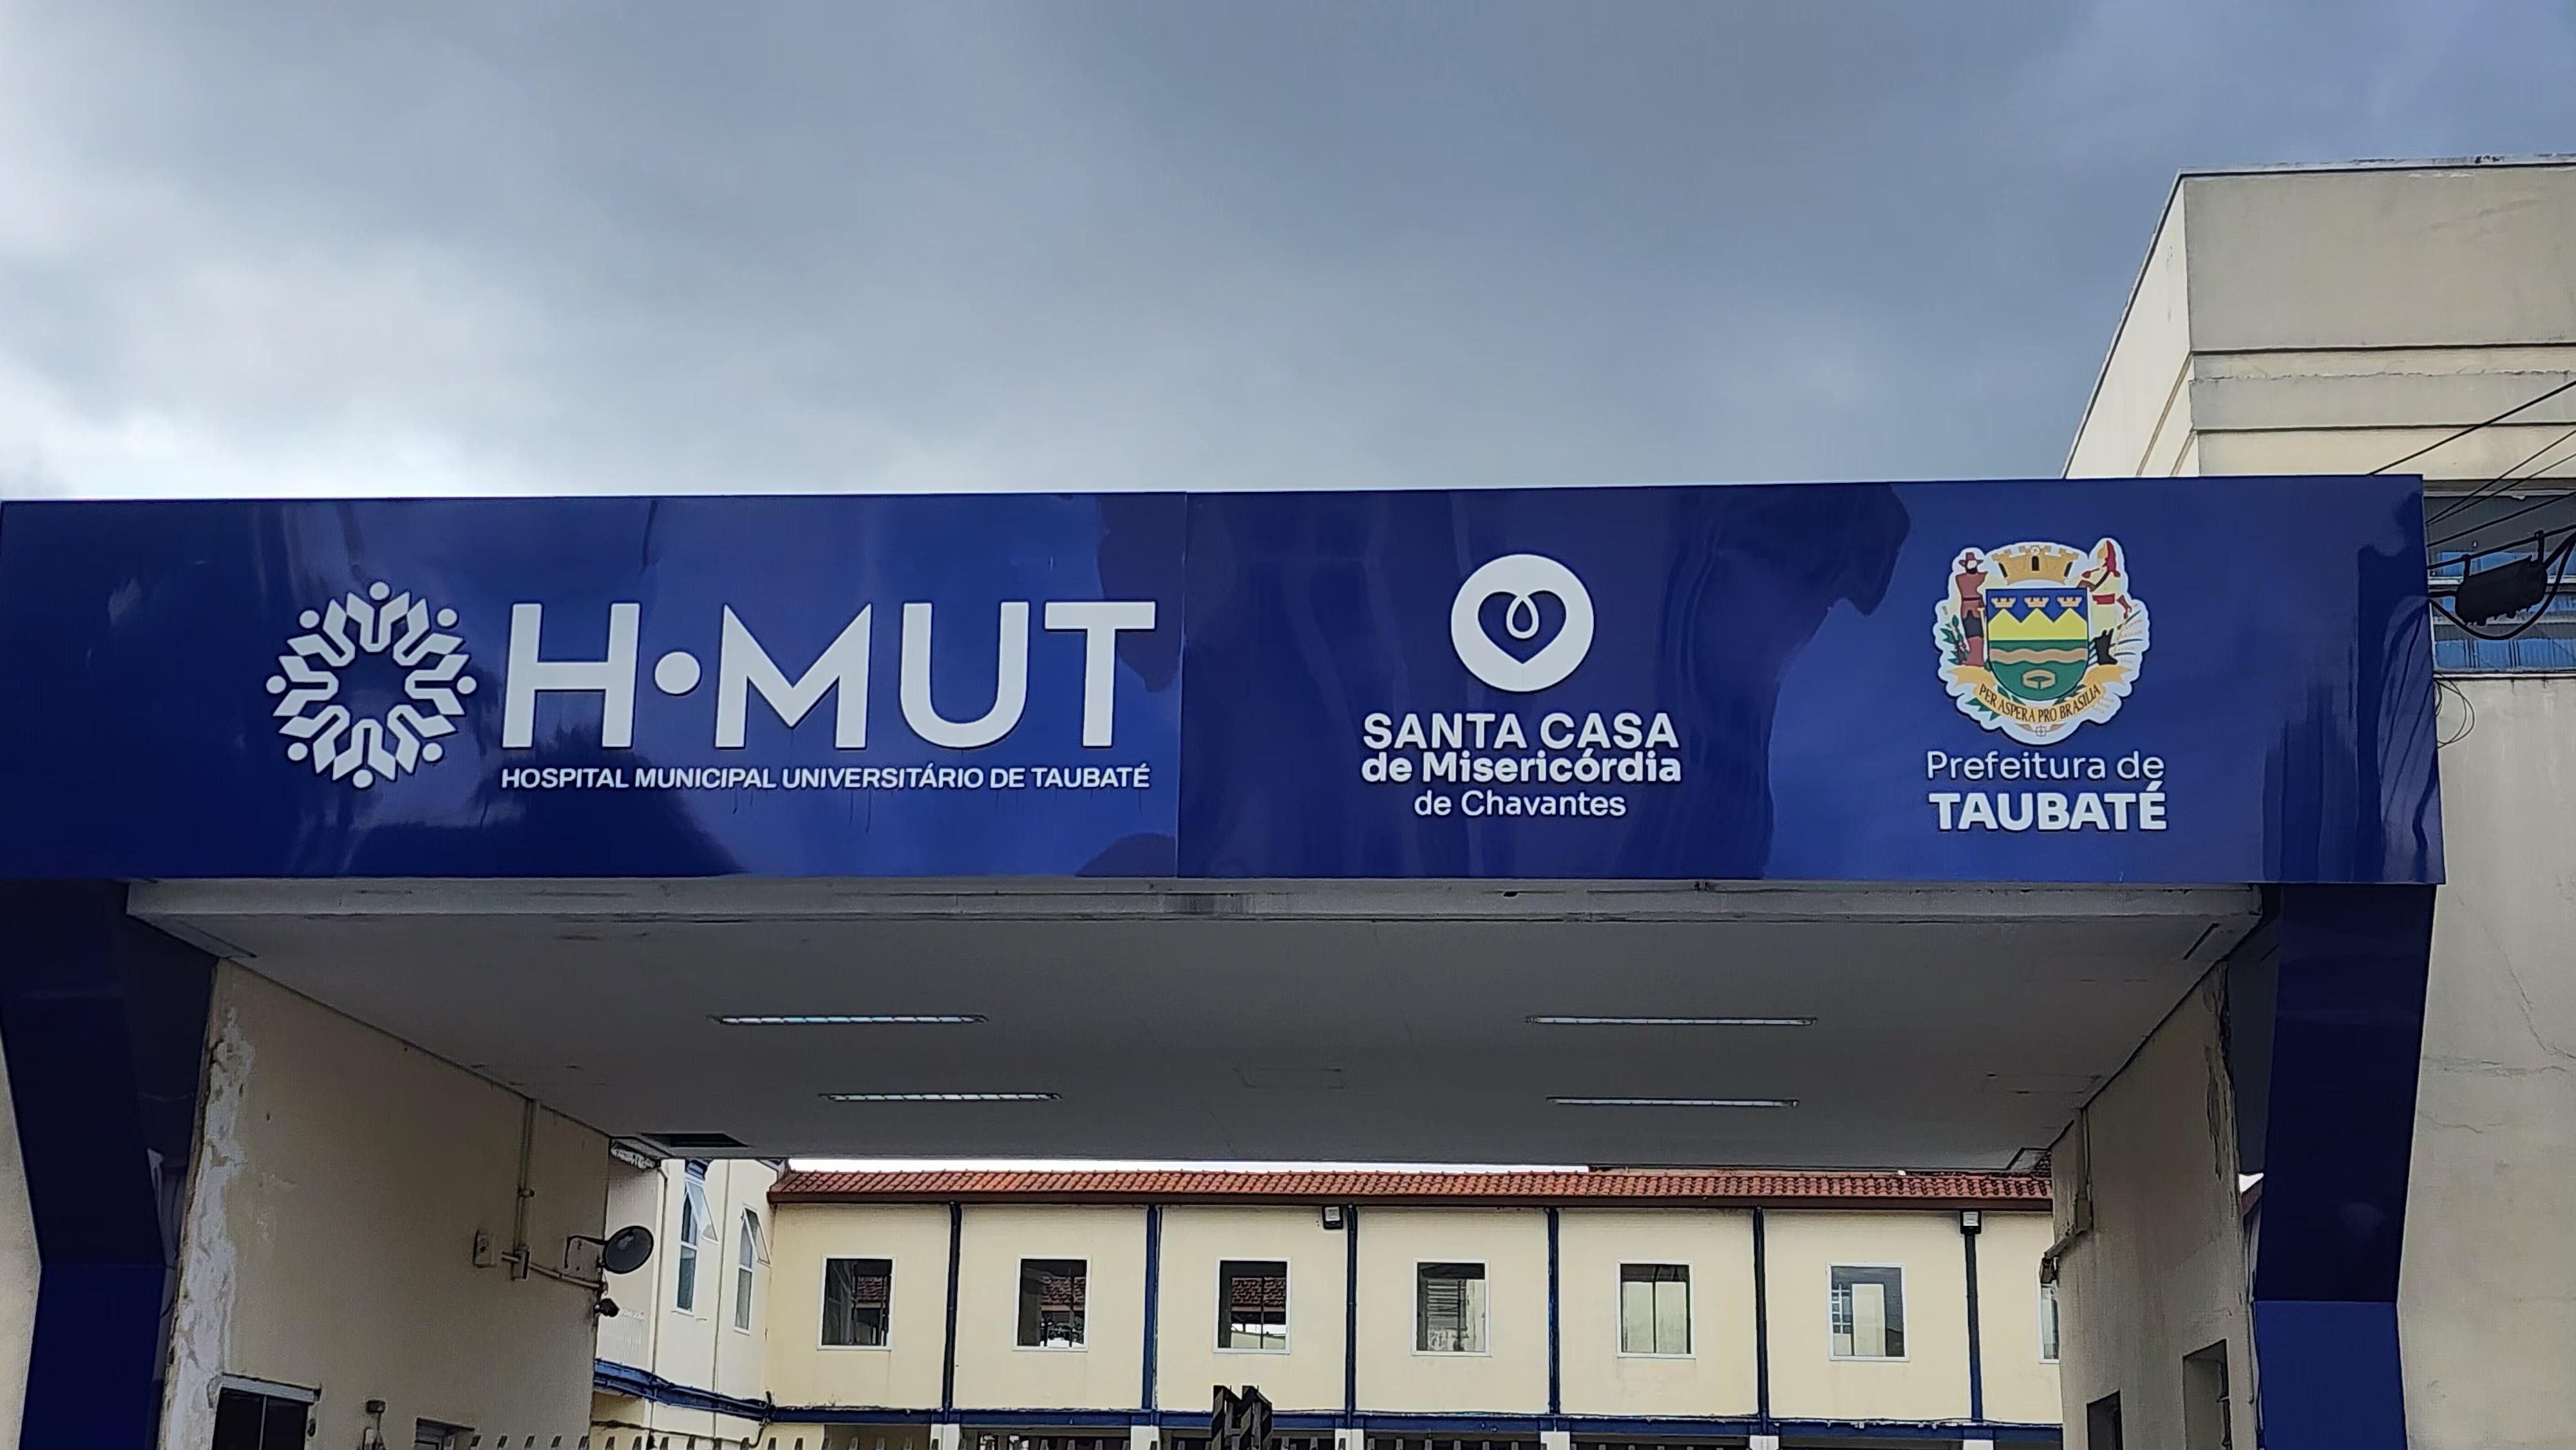 H•MUT
HOSPITAL MUNICIPAL UNIVERSITÁRIO DE TAUBATÉ
SANTA CASA
de Misericórdia
de Chavantes
PER ASPERA PRO BRASILIA
Prefeitura de
TAUBATÉ